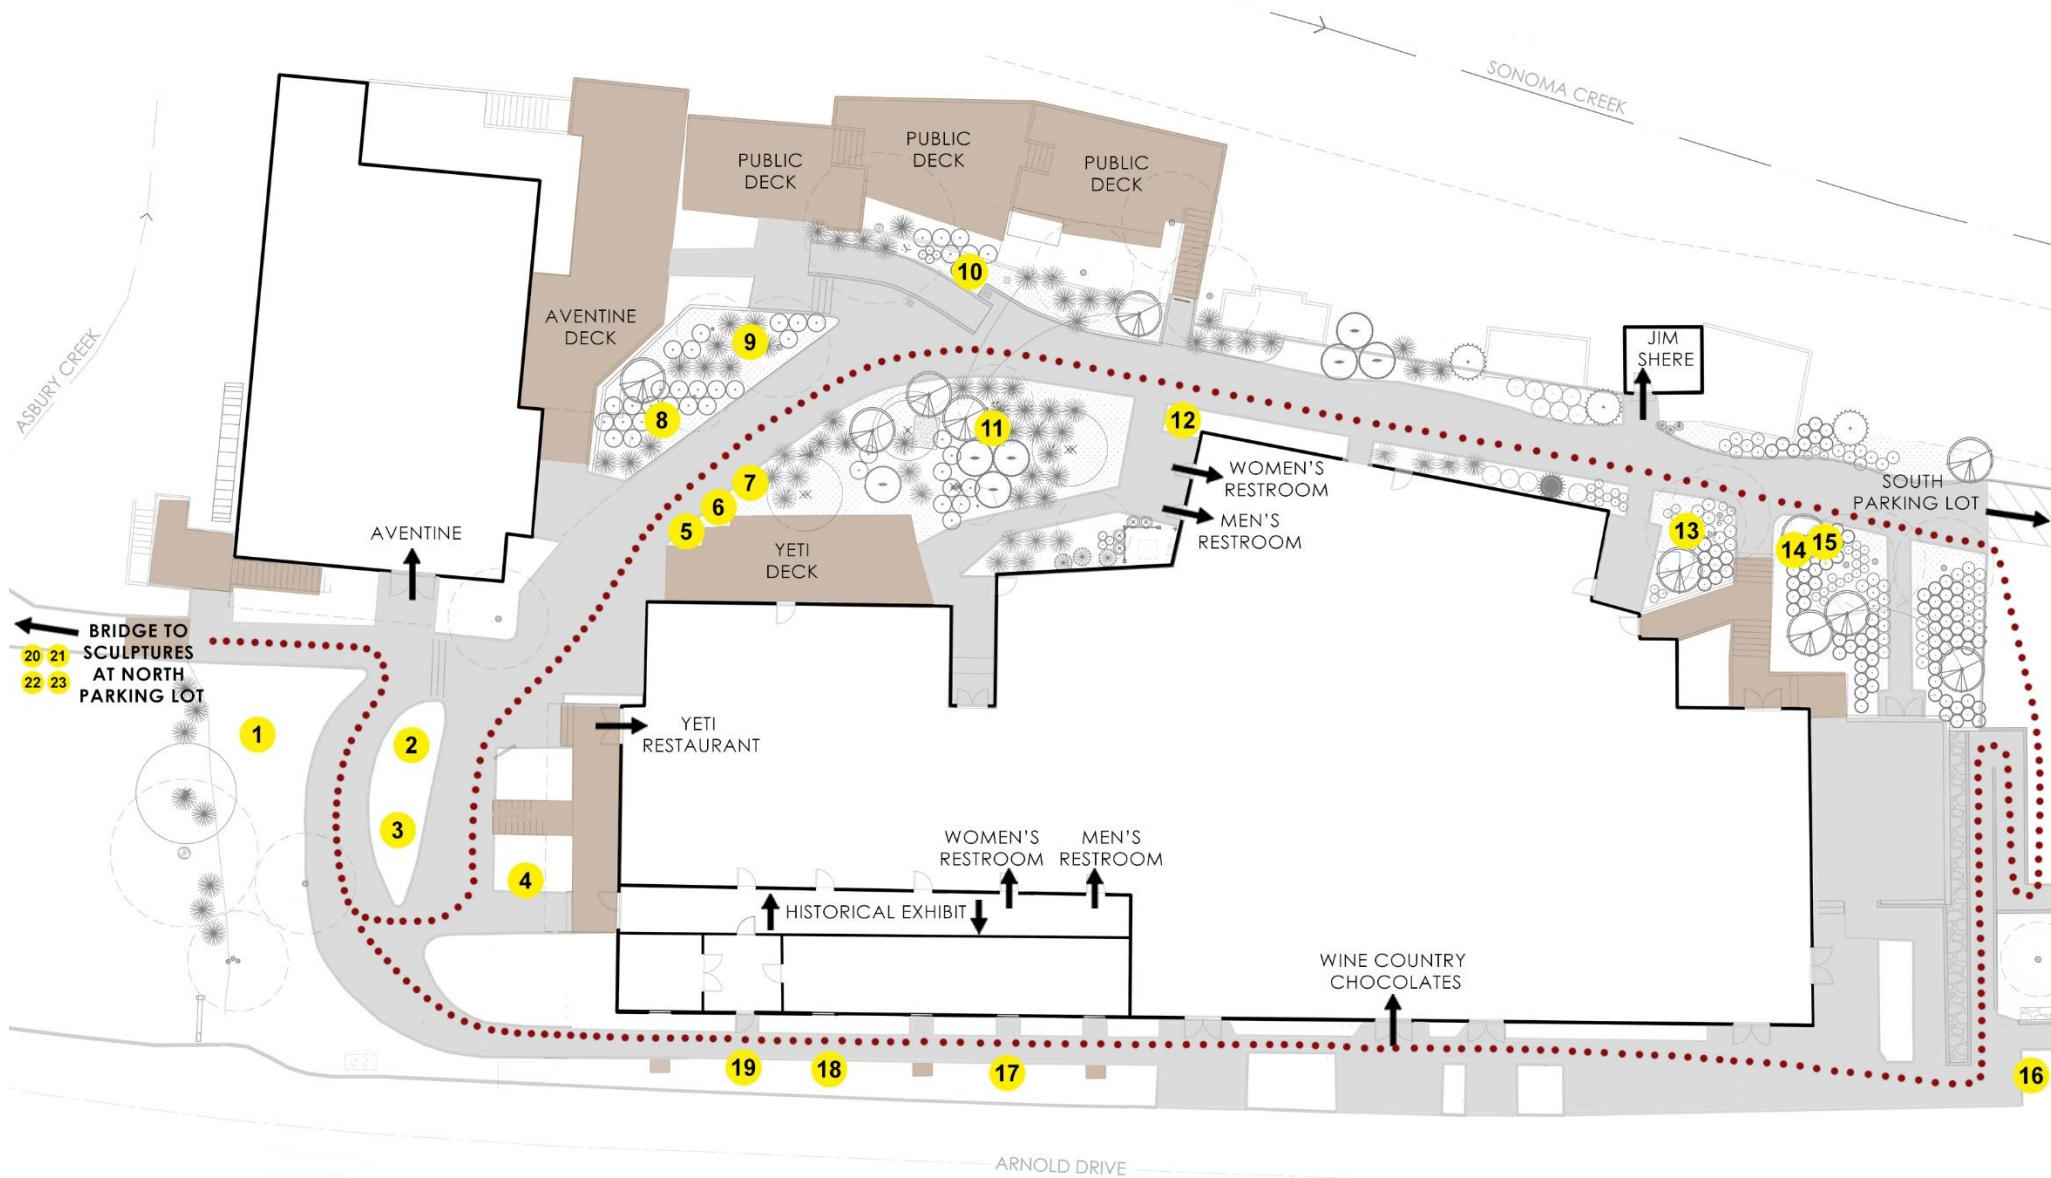 SONOMA CREEK
PUBLIC
DECK
PUBLIC
DECK
PUBLIC
DECK
10
AVENTINE
DECK
9
8
JIM
SHERE
ASBURY CREEK
11
12
WOMEN'S
RESTROOM
MEN'S
RESTROOM
SOUTH
PARKING LOT
7
6
5
YETI
DECK
13
14
15
AVENTINE
BRIDGE TO
SCULPTURES
AT NORTH
PARKING LOT
20 21
22 23
1
2
3
4
YETI
RESTAURANT
WOMEN'S
RESTROOM
MEN'S
RESTROOM
HISTORICAL EXHIBIT
WINE COUNTRY
CHOCOLATES
19
18
17
16
ARNOLD DRIVE